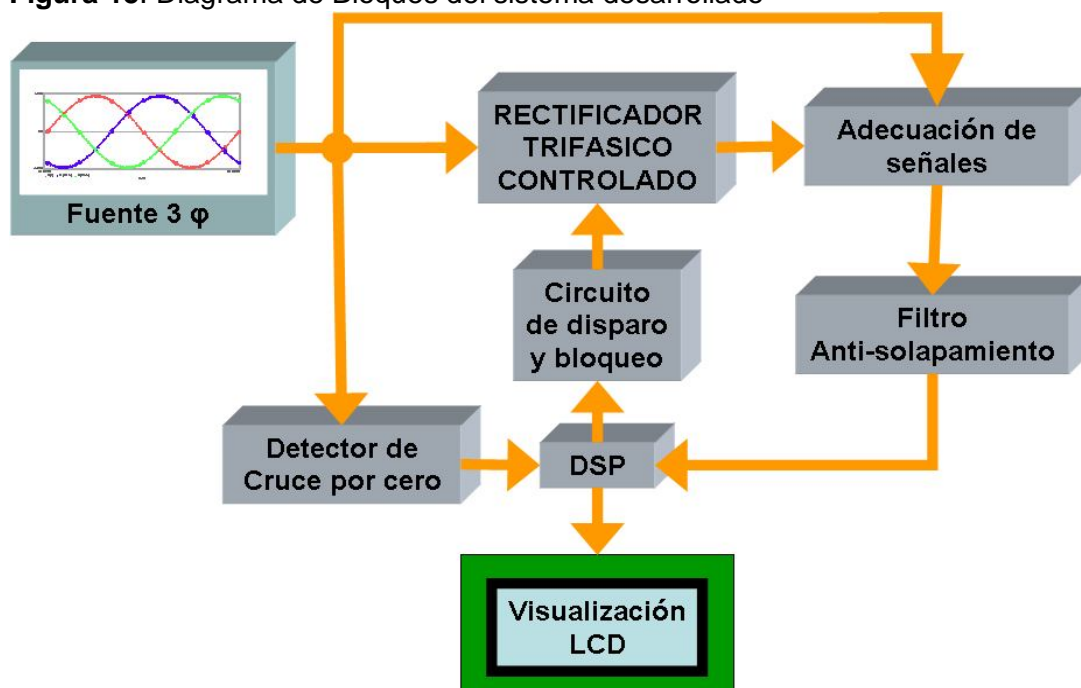 Diagrama de Bloques del sistema desarrollado
RECTIFICADOR
TRIFASICO
CONTROLADO
Adecuación de
señales
Fuente 3 φ
Circuito
de disparo
y bloqueo
Filtro
Anti-solapamiento
Detector de
Cruce por cero
DSP
Visualización
LCD